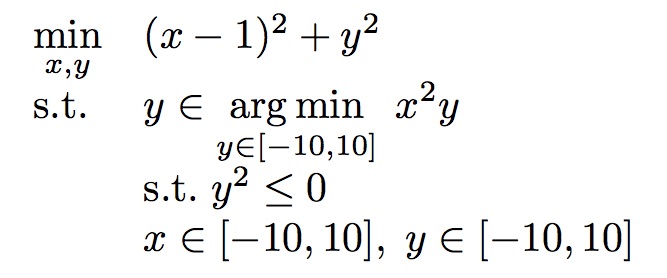 min (x − 1)² + y²
x,y
s.t. y ∈ arg min x²y
y∈[−10,10]
s.t. y² ≤ 0
x ∈ [−10, 10], y ∈ [−10, 10]